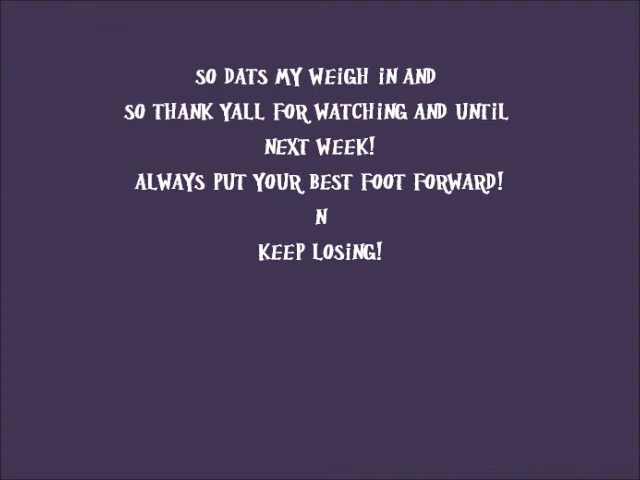 SO DATS MY WEIGH IN AND
SO THANK YALL FOR WATCHING AND UNTIL
NEXT WEEK!
ALWAYS PUT YOUR BEST FOOT FORWARD!
N
KEEP LOSING!